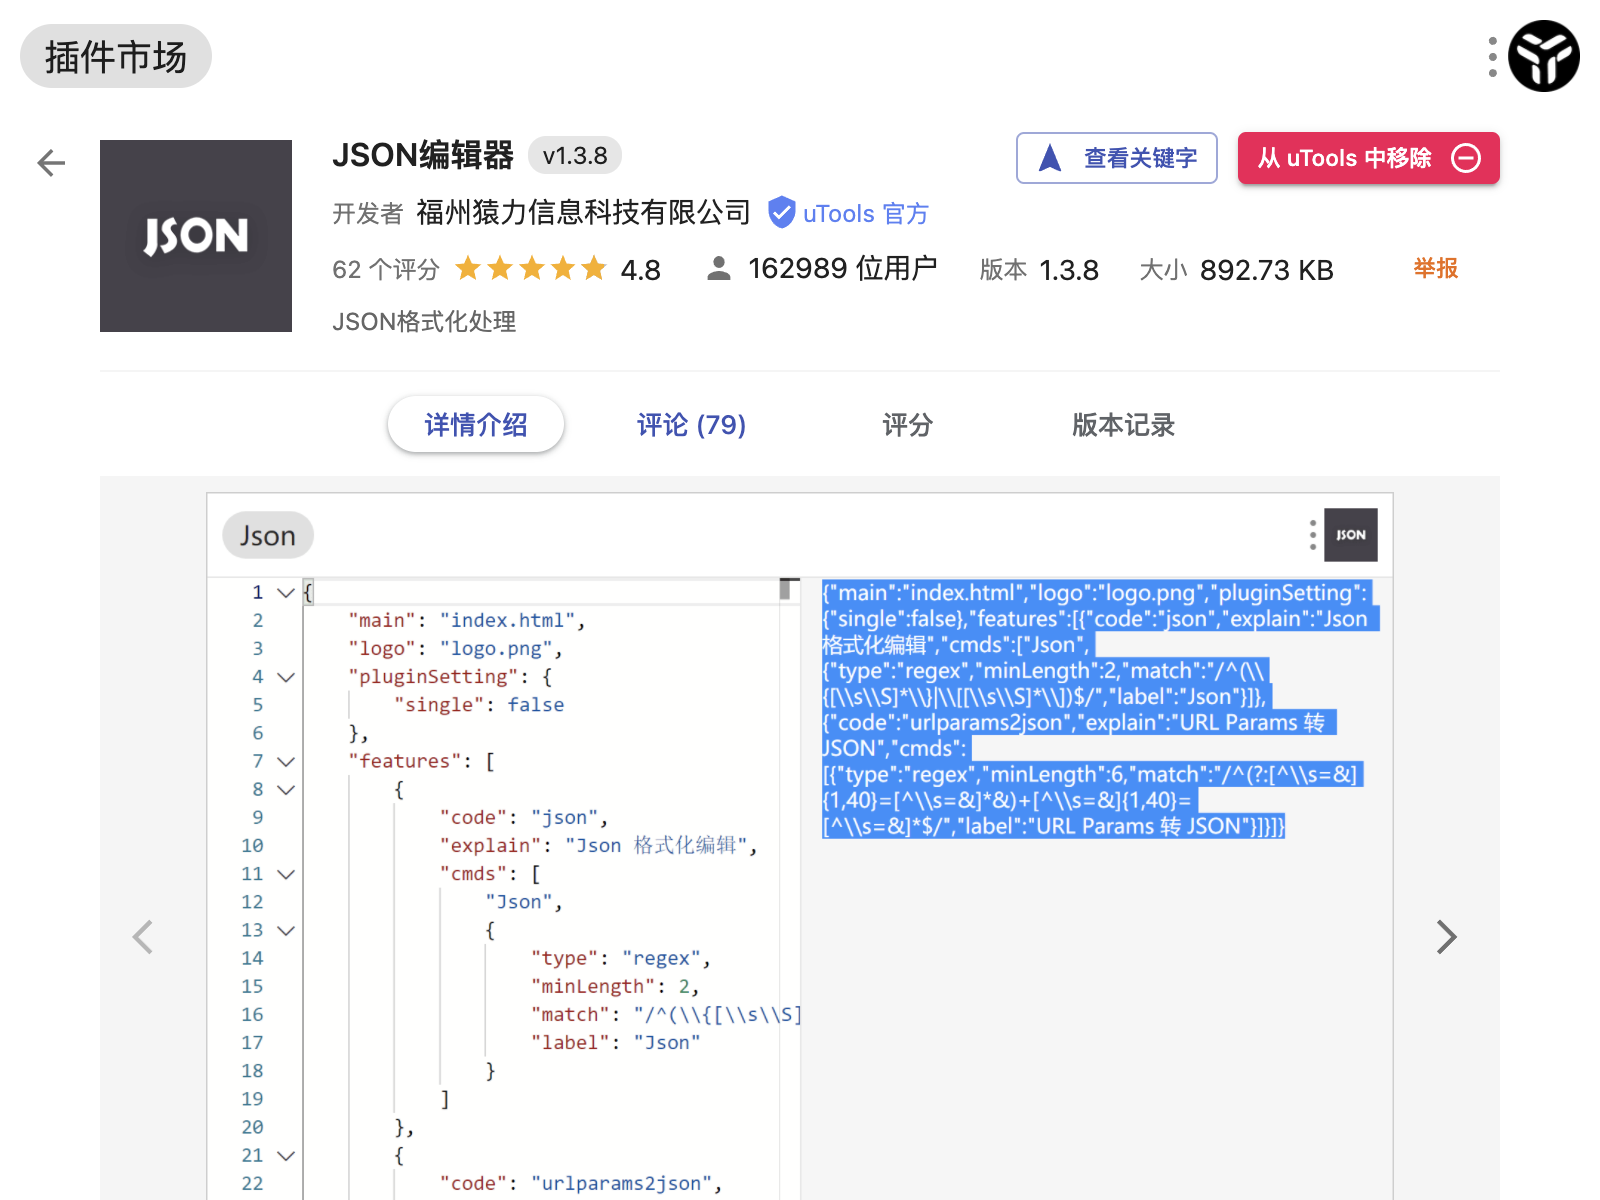 插件市场
JSON
JSON编辑器 v1.3.8
查看关键字
从 uTools 中移除
开发者 福州猿力信息科技有限公司 uTools 官方
62 个评分 4.8 162989 位用户 版本 1.3.8 大小 892.73 KB 举报
JSON格式化处理
详情介绍 评论 (79) 评分 版本记录
Json
JSON
1 {
2 "main": "index.html",
3 "logo": "logo.png",
4 "pluginSetting": {
5 "single": false
6 },
7 "features": [
8 {
9 "code": "json",
10 "explain": "Json 格式化编辑",
11 "cmds": [
12 "Json",
13 {
14 "type": "regex",
15 "minLength": 2,
16 "match": "/^(\\{[\\s\\S]
17 "label": "Json"
18 }
19 ]
20 },
21 {
22 "code": "urlparams2json",
{"main":"index.html","logo":"logo.png","pluginSetting":
{"single":false},"features":[{"code":"json","explain":"Json
格式化编辑","cmds":["Json",
{"type":"regex","minLength":2,"match":"/^(\\
{[\\s\\S]*\\}|\\[[\\s\\S]*\\])$/","label":"Json"}]},
{"code":"urlparams2json","explain":"URL Params 转
JSON","cmds":
[{"type":"regex","minLength":6,"match":"/^(?:[^\\s=&]
{1,40}=[^\\s=&]*&)+[^\\s=&]{1,40}=
[^\\s=&]*$/","label":"URL Params 转 JSON"}]}]}